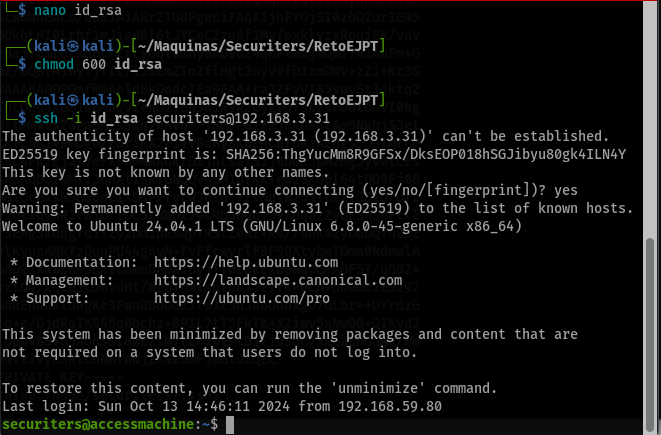 └─$ nano id_rsa
┌──(kali㉿kali)-[~/Maquinas/Securiters/RetoEJPT]
└─$ chmod 600 id_rsa
┌──(kali㉿kali)-[~/Maquinas/Securiters/RetoEJPT]
└─$ ssh -i id_rsa securiters@192.168.3.31
The authenticity of host '192.168.3.31 (192.168.3.31)' can't be established.
ED25519 key fingerprint is: SHA256:ThgYucMm8R9GFSx/DksEOP018hSGJibyu80gk4ILN4Y
This key is not known by any other names.
Are you sure you want to continue connecting (yes/no/[fingerprint])? yes
Warning: Permanently added '192.168.3.31' (ED25519) to the list of known hosts.
Welcome to Ubuntu 24.04.1 LTS (GNU/Linux 6.8.0-45-generic x86_64)
* Documentation: https://help.ubuntu.com
* Management: https://landscape.canonical.com
* Support: https://ubuntu.com/pro
This system has been minimized by removing packages and content that are
not required on a system that users do not log into.
To restore this content, you can run the 'unminimize' command.
Last login: Sun Oct 13 14:46:11 2024 from 192.168.59.80
securiters@accessmachine:~$